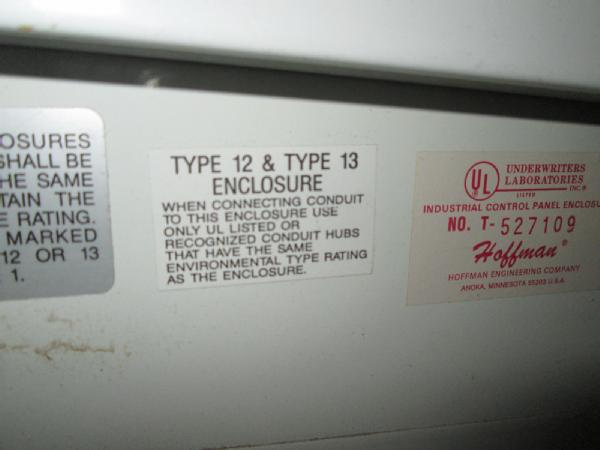 OSURES
SHALL BE
HE SAME
TAIN THE
E RATING.
MARKED
12 OR 13
1.
TYPE 12 & TYPE 13
ENCLOSURE
WHEN CONNECTING CONDUIT
TO THIS ENCLOSURE USE
ONLY UL LISTED OR
RECOGNIZED CONDUIT HUBS
THAT HAVE THE SAME
ENVIRONMENTAL TYPE RATING
AS THE ENCLOSURE.
UL
UNDERWRITERS
LABORATORIES
INC.®
LISTED
INDUSTRIAL CONTROL PANEL ENCLOSU
NO. T-527109
Hoffman®
HOFFMAN ENGINEERING COMPANY
ANOKA, MINNESOTA 55303 U.S.A.